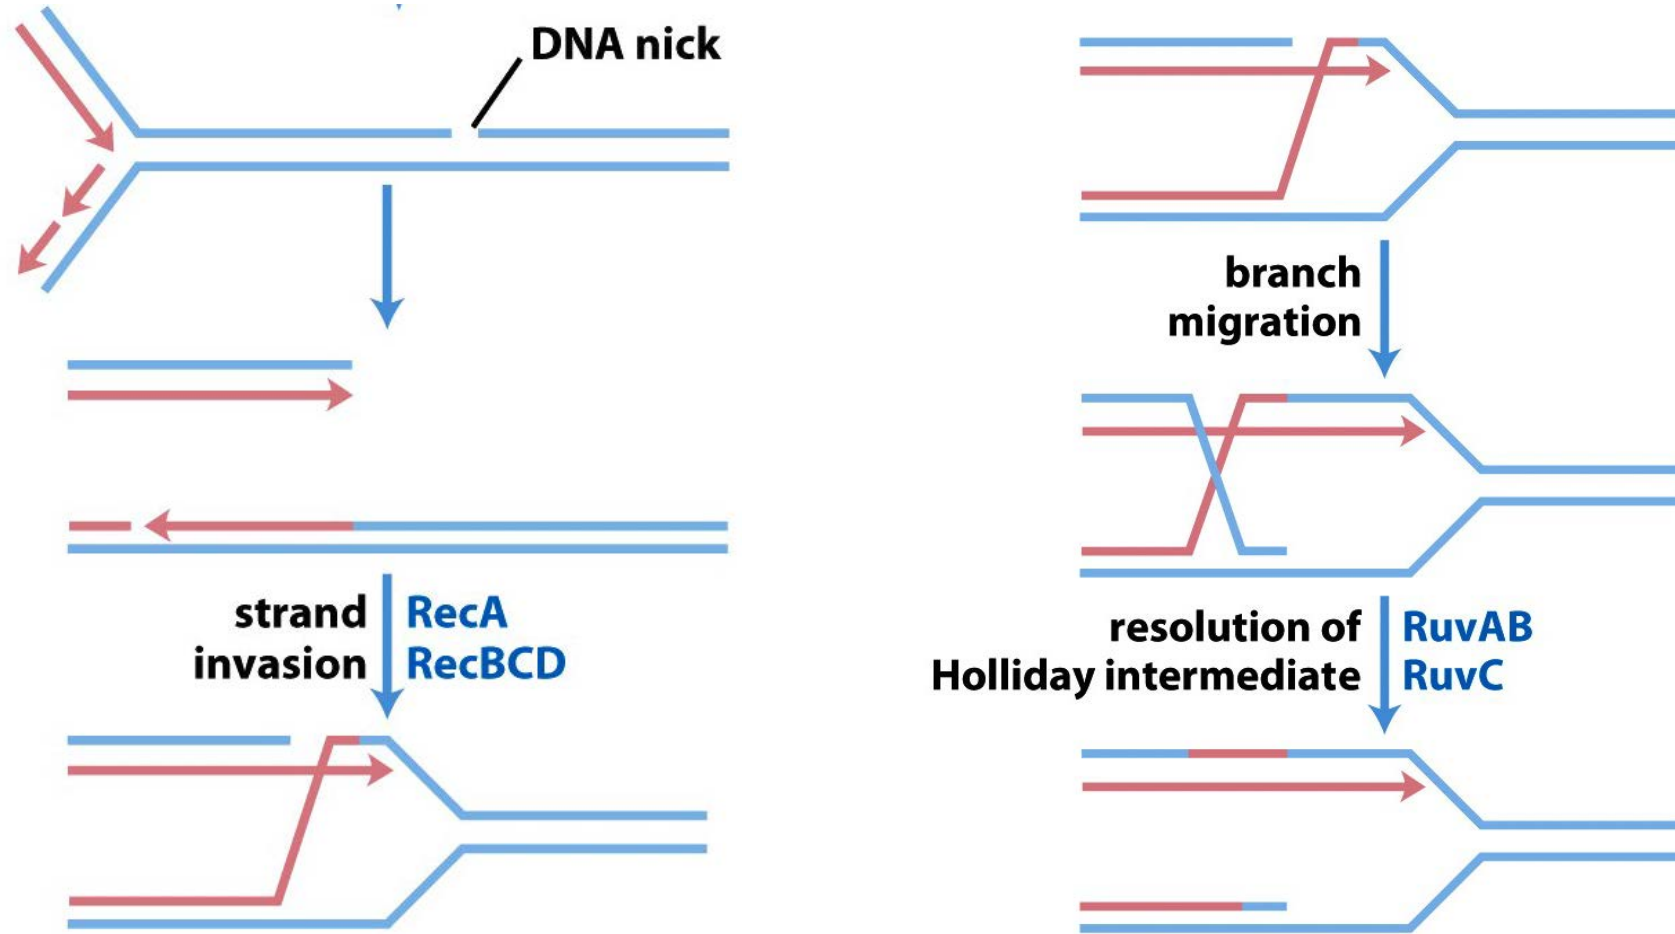 DNA nick
strand
invasion
RecA
RecBCD
branch
migration
resolution of
Holliday intermediate
RuvAB
RuvC